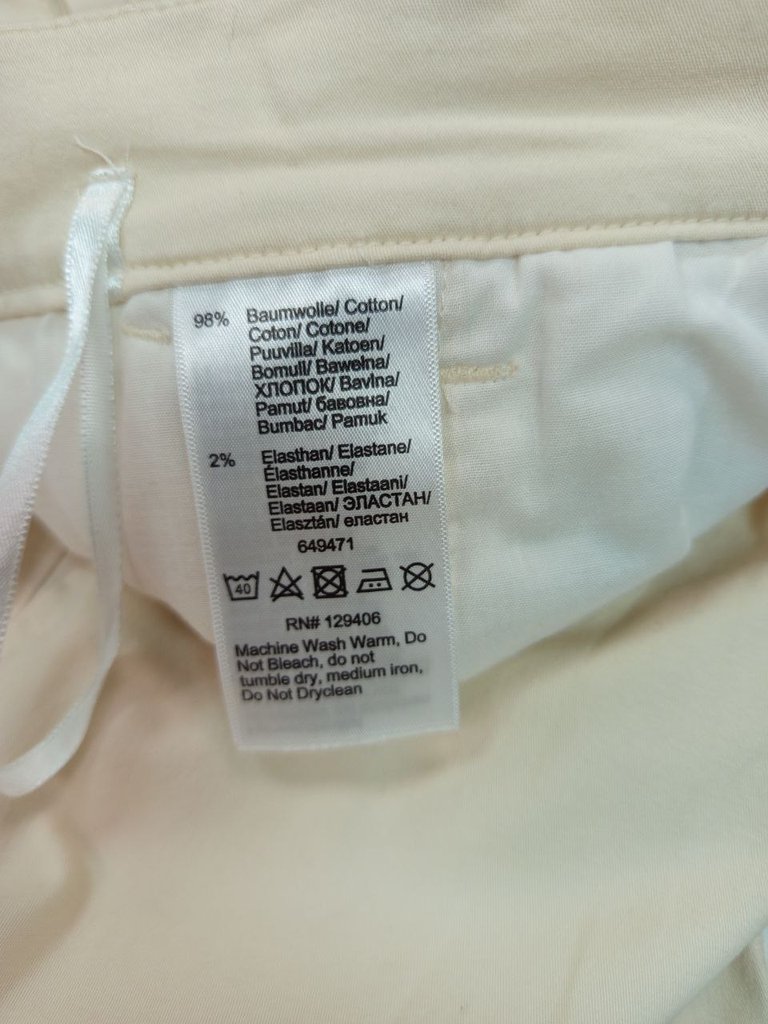 98% Baumwolle/ Cotton/
Coton/ Cotone/
Puuvilla/ Katoen/
Bomull/ Bawełna/
ХЛОПОК/ Bavlna/
Pamut/ бавовна/
Bumbac/ Pamuk
2% Elasthan/ Elastane/
Élasthanne/
Elastan/ Elastaani/
Elastaan/ ЭЛАСТАН/
Elasztán/ еластан
649471
40
RN# 129406
Machine Wash Warm, Do
Not Bleach, do not
tumble dry, medium iron,
Do Not Dryclean